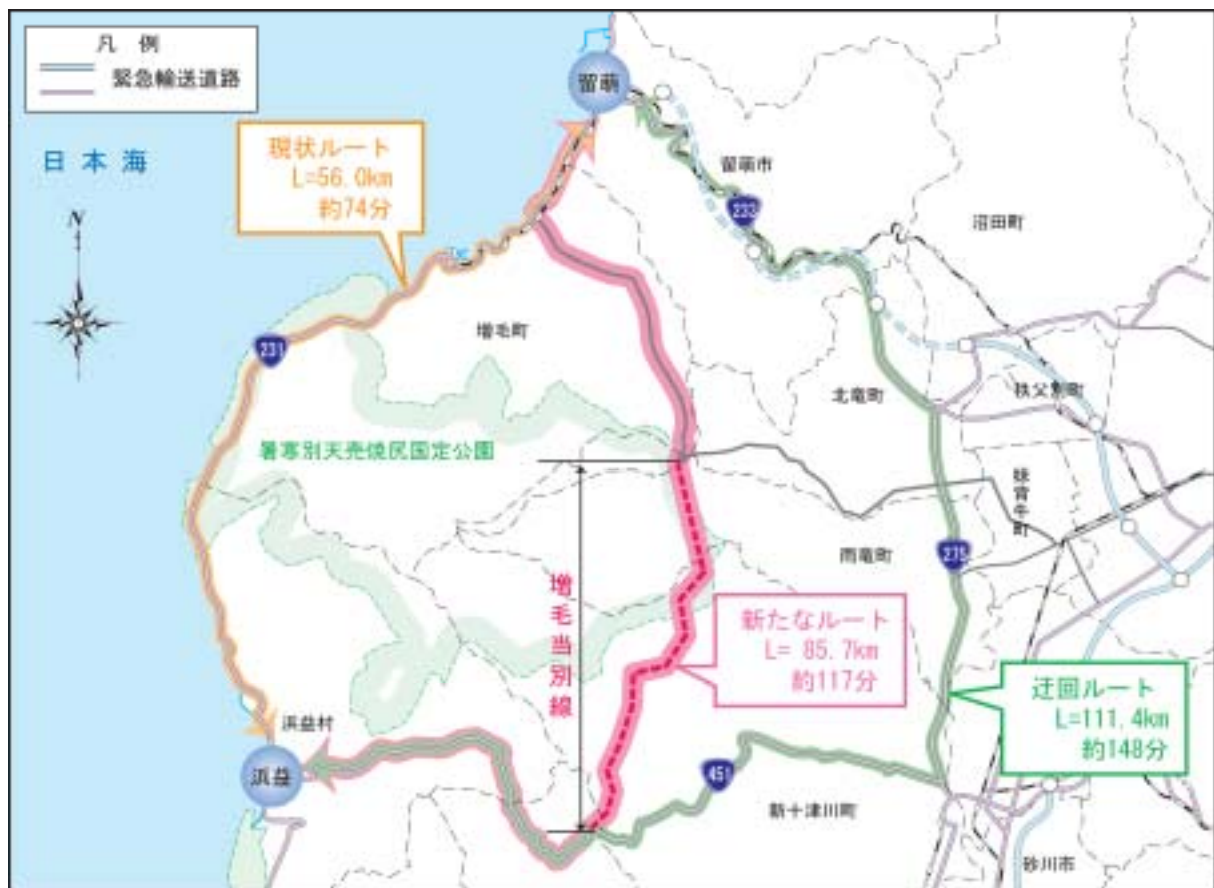 凡 例
緊急輸送道路
日 本 海
N
留萌
現状ルート
L=56.0km
約74分
留萌市
233
沼田町
増毛町
231
北竜町
秩父別町
暑寒別天売焼尻国定公園
妹背牛町
雨竜町
275
増毛当別線
新たなルート
L= 85.7km
約117分
迂回ルート
L=111.4km
約148分
浜益村
浜益
451
新十津川町
砂川市